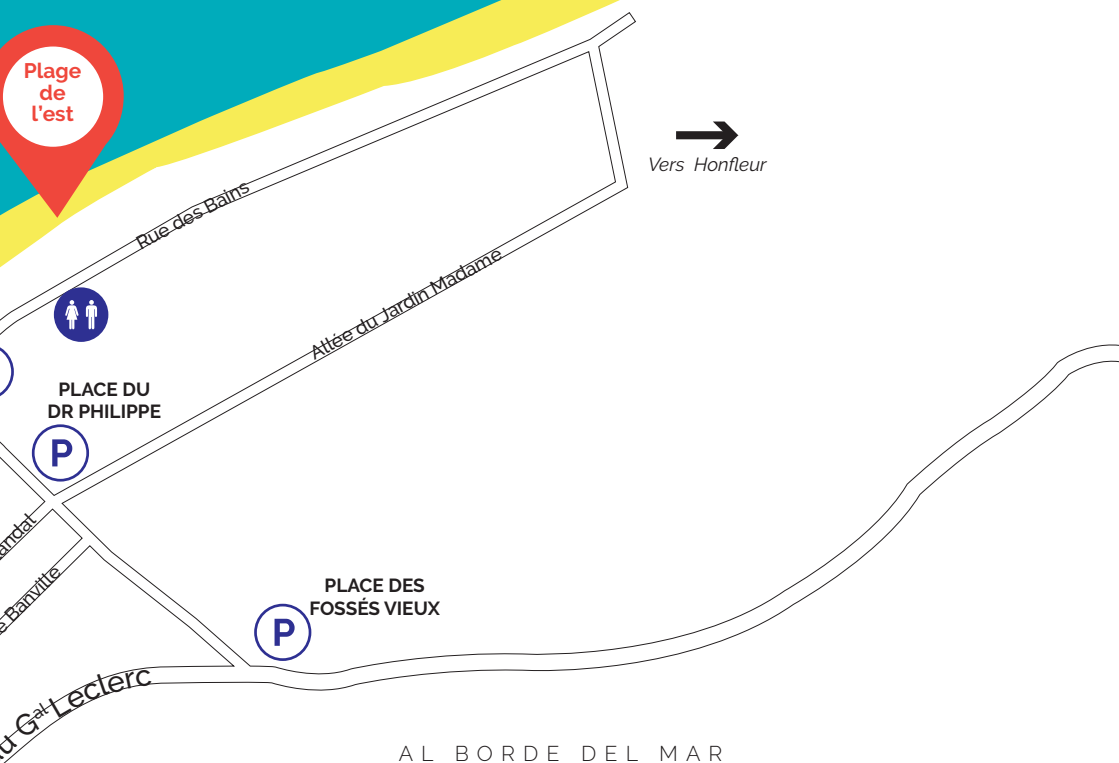 Plage
de
l'est
Vers Honfleur
Rue des Bains
Allée du Jardin Madame
PLACE DU
DR PHILIPPE
P
Banville
PLACE DES
FOSSÉS VIEUX
P
Gal Leclerc
AL BORDE DEL MAR